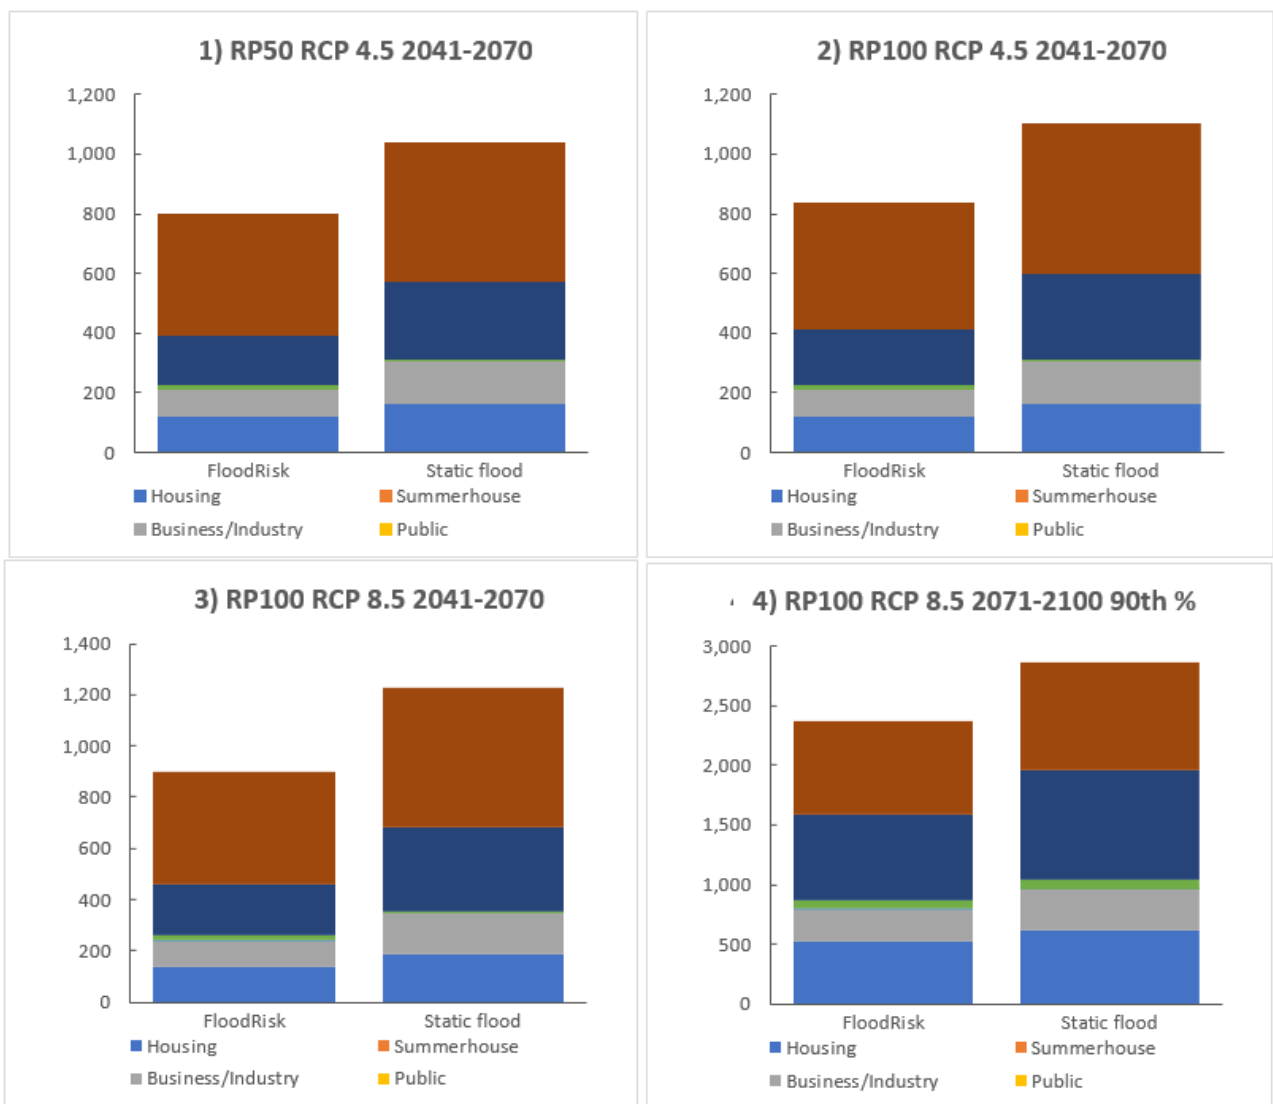 1) RP50 RCP 4.5 2041-2070
1,200
1,000
800
600
400
200
0
FloodRisk Static flood
Housing Summerhouse
Business/Industry Public
2) RP100 RCP 4.5 2041-2070
1,200
1,000
800
600
400
200
0
FloodRisk Static flood
Housing Summerhouse
Business/Industry Public
3) RP100 RCP 8.5 2041-2070
1,400
1,200
1,000
800
600
400
200
0
FloodRisk Static flood
Housing Summerhouse
Business/Industry Public
4) RP100 RCP 8.5 2071-2100 90th %
3,000
2,500
2,000
1,500
1,000
500
0
FloodRisk Static flood
Housing Summerhouse
Business/Industry Public